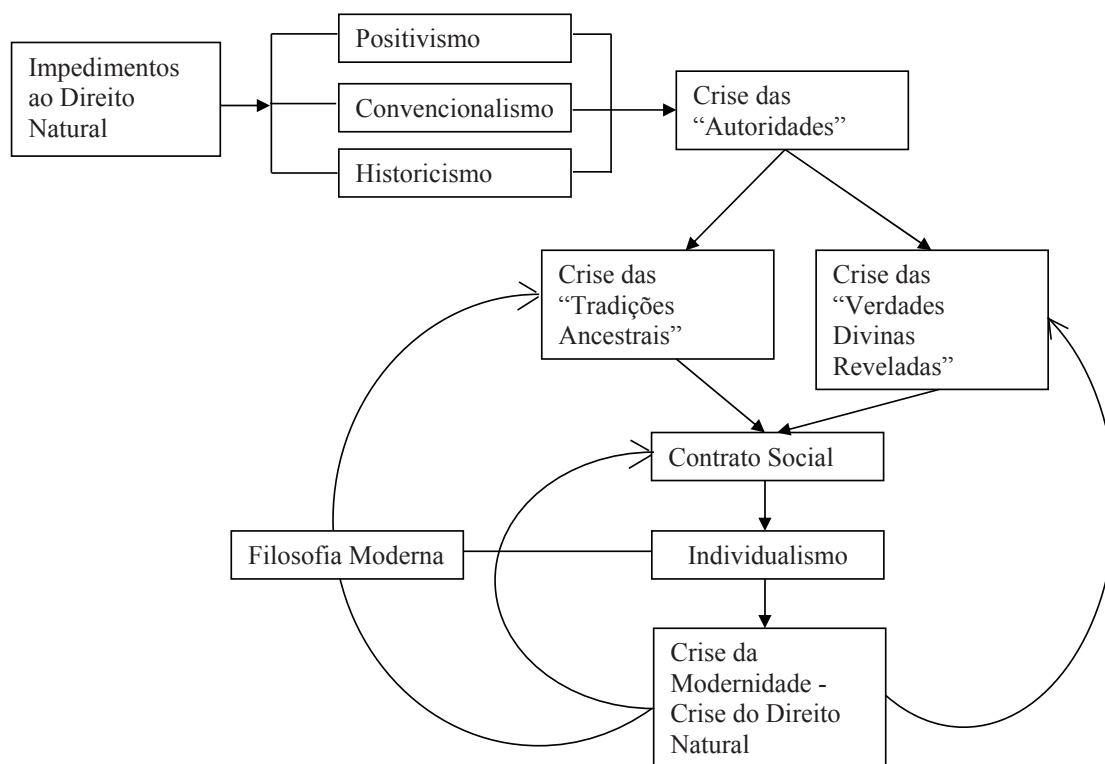 Impedimentos
ao Direito
Natural
Positivismo
Convencionalismo
Historicismo
Crise das
“Autoridades”
Crise das
“Tradições
Ancestrais”
Crise das
“Verdades
Divinas
Reveladas”
Contrato Social
Filosofia Moderna
Individualismo
Crise da
Modernidade -
Crise do Direito
Natural